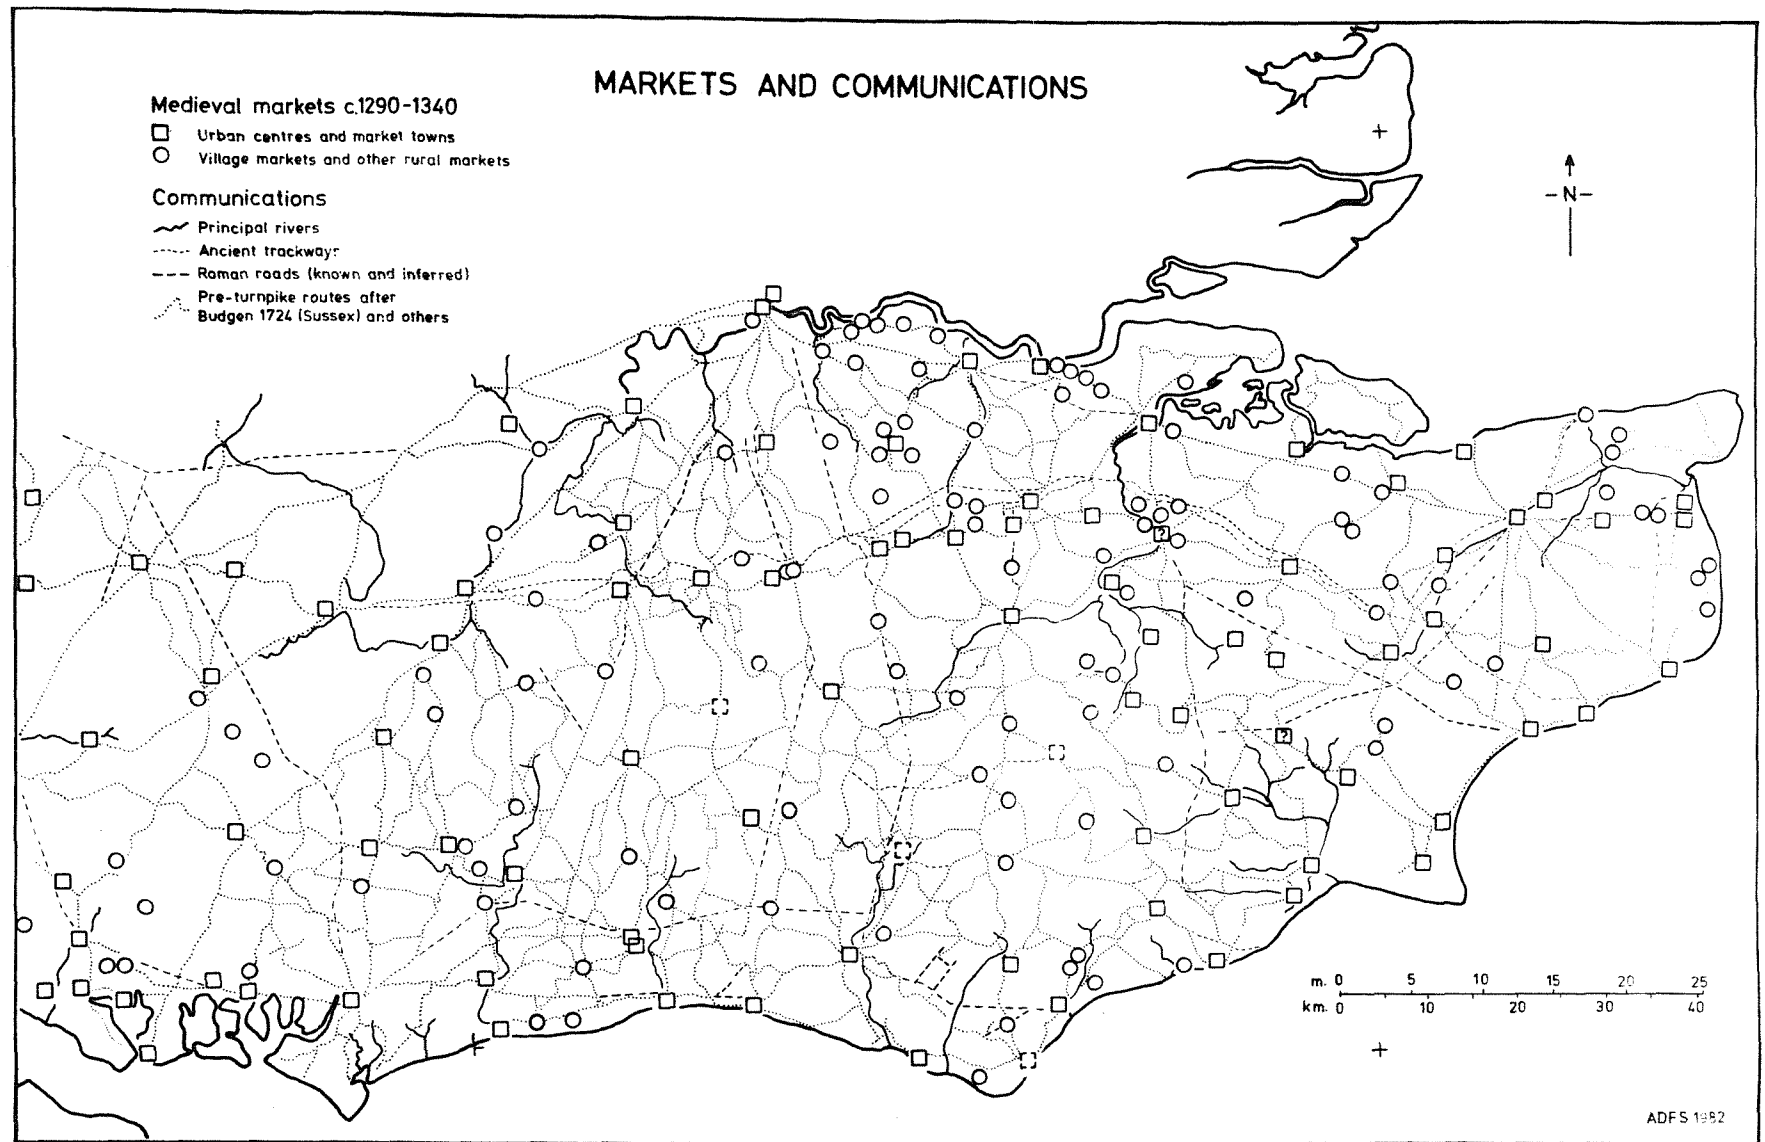 MARKETS AND COMMUNICATIONS
Medieval markets c.1290-1340
Urban centres and market towns
Village markets and other rural markets
Communications
Principal rivers
Ancient trackways
Roman roads (known and inferred)
Pre-turnpike routes after
Budgen 1724 (Sussex) and others
-N-
?
?
m. 0 5 10 15 20 25
km. 0 10 20 30 40
ADFS 1982